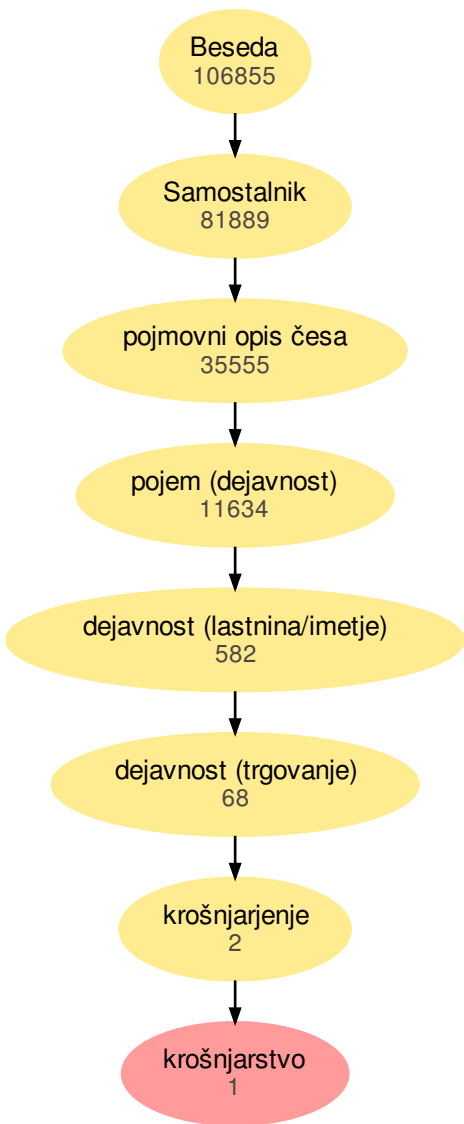 Beseda
106855
Samostalnik
81889
pojmovni opis česa
35555
pojem (dejavnost)
11634
dejavnost (lastnina/imetje)
582
dejavnost (trgovanje)
68
krošnjarjenje
2
krošnjarstvo
1